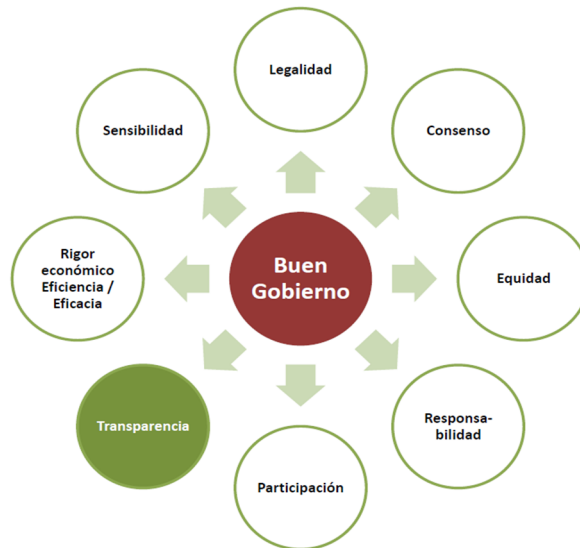 Legalidad
Sensibilidad
Consenso
Rigor
económico
Eficiencia /
Eficacia
Buen
Gobierno
Equidad
Transparencia
Responsa-
bilidad
Participación